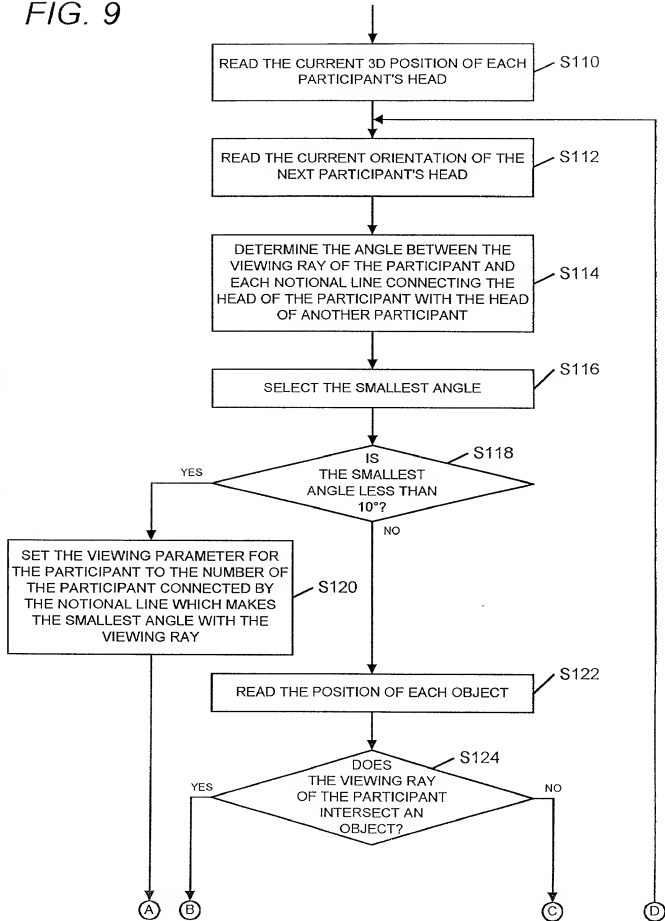 FIG. 9
READ THE CURRENT 3D POSITION OF EACH
PARTICIPANT'S HEAD
S110
READ THE CURRENT ORIENTATION OF THE
NEXT PARTICIPANT'S HEAD
S112
DETERMINE THE ANGLE BETWEEN THE
VIEWING RAY OF THE PARTICIPANT AND
EACH NOTIONAL LINE CONNECTING THE
HEAD OF THE PARTICIPANT WITH THE HEAD
OF ANOTHER PARTICIPANT
S114
SELECT THE SMALLEST ANGLE
S116
IS
THE SMALLEST
ANGLE LESS THAN
10°?
S118
YES
NO
SET THE VIEWING PARAMETER FOR
THE PARTICIPANT TO THE NUMBER OF
THE PARTICIPANT CONNECTED BY
THE NOTIONAL LINE WHICH MAKES
THE SMALLEST ANGLE WITH THE
VIEWING RAY
S120
READ THE POSITION OF EACH OBJECT
S122
DOES
THE VIEWING RAY
OF THE PARTICIPANT
INTERSECT AN
OBJECT?
S124
YES
NO
A
B
C
D